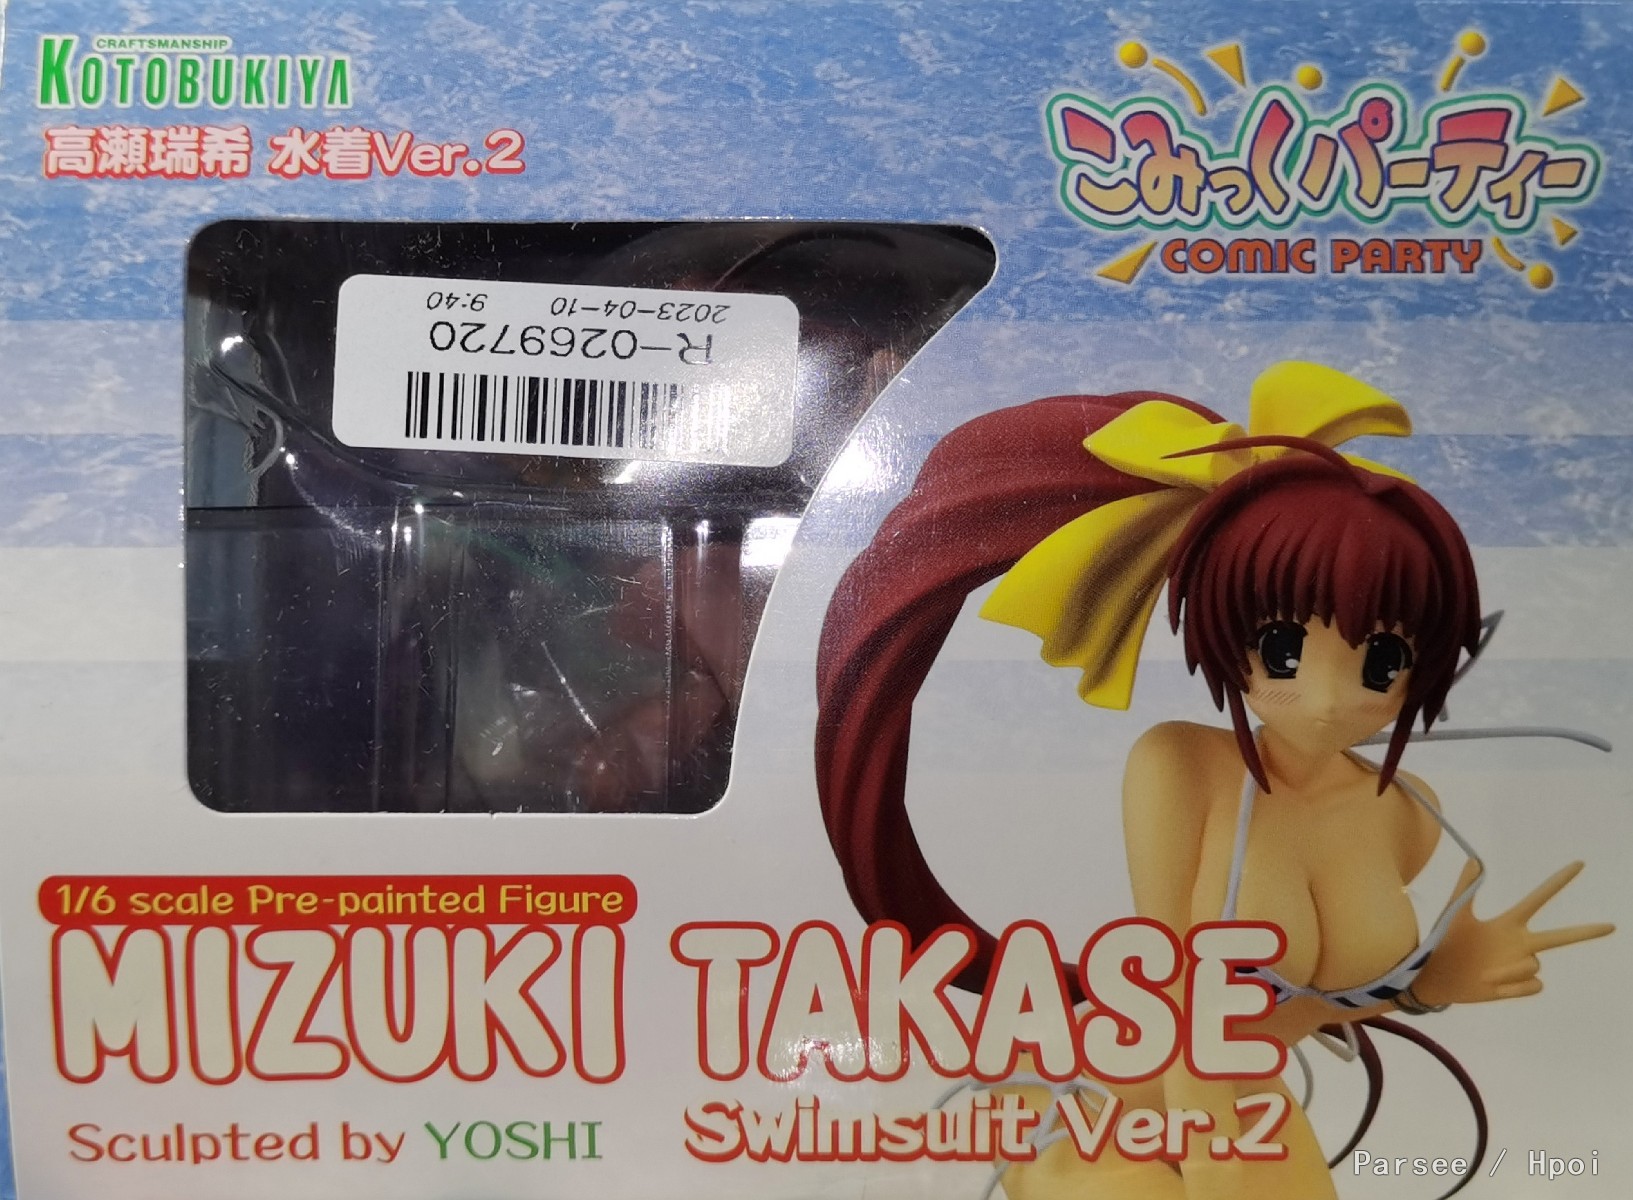 CRAFTSMANSHIP
KOTOBUKIYA
高瀬瑞希 水着Ver.2
こみっくパーティー
COMIC PARTY
R-0269720
2023-04-10 9:40
1/6 scale Pre-painted Figure
MIZUKI TAKASE
Swimsuit Ver.2
Sculpted by YOSHI
Parsee / Hpoi